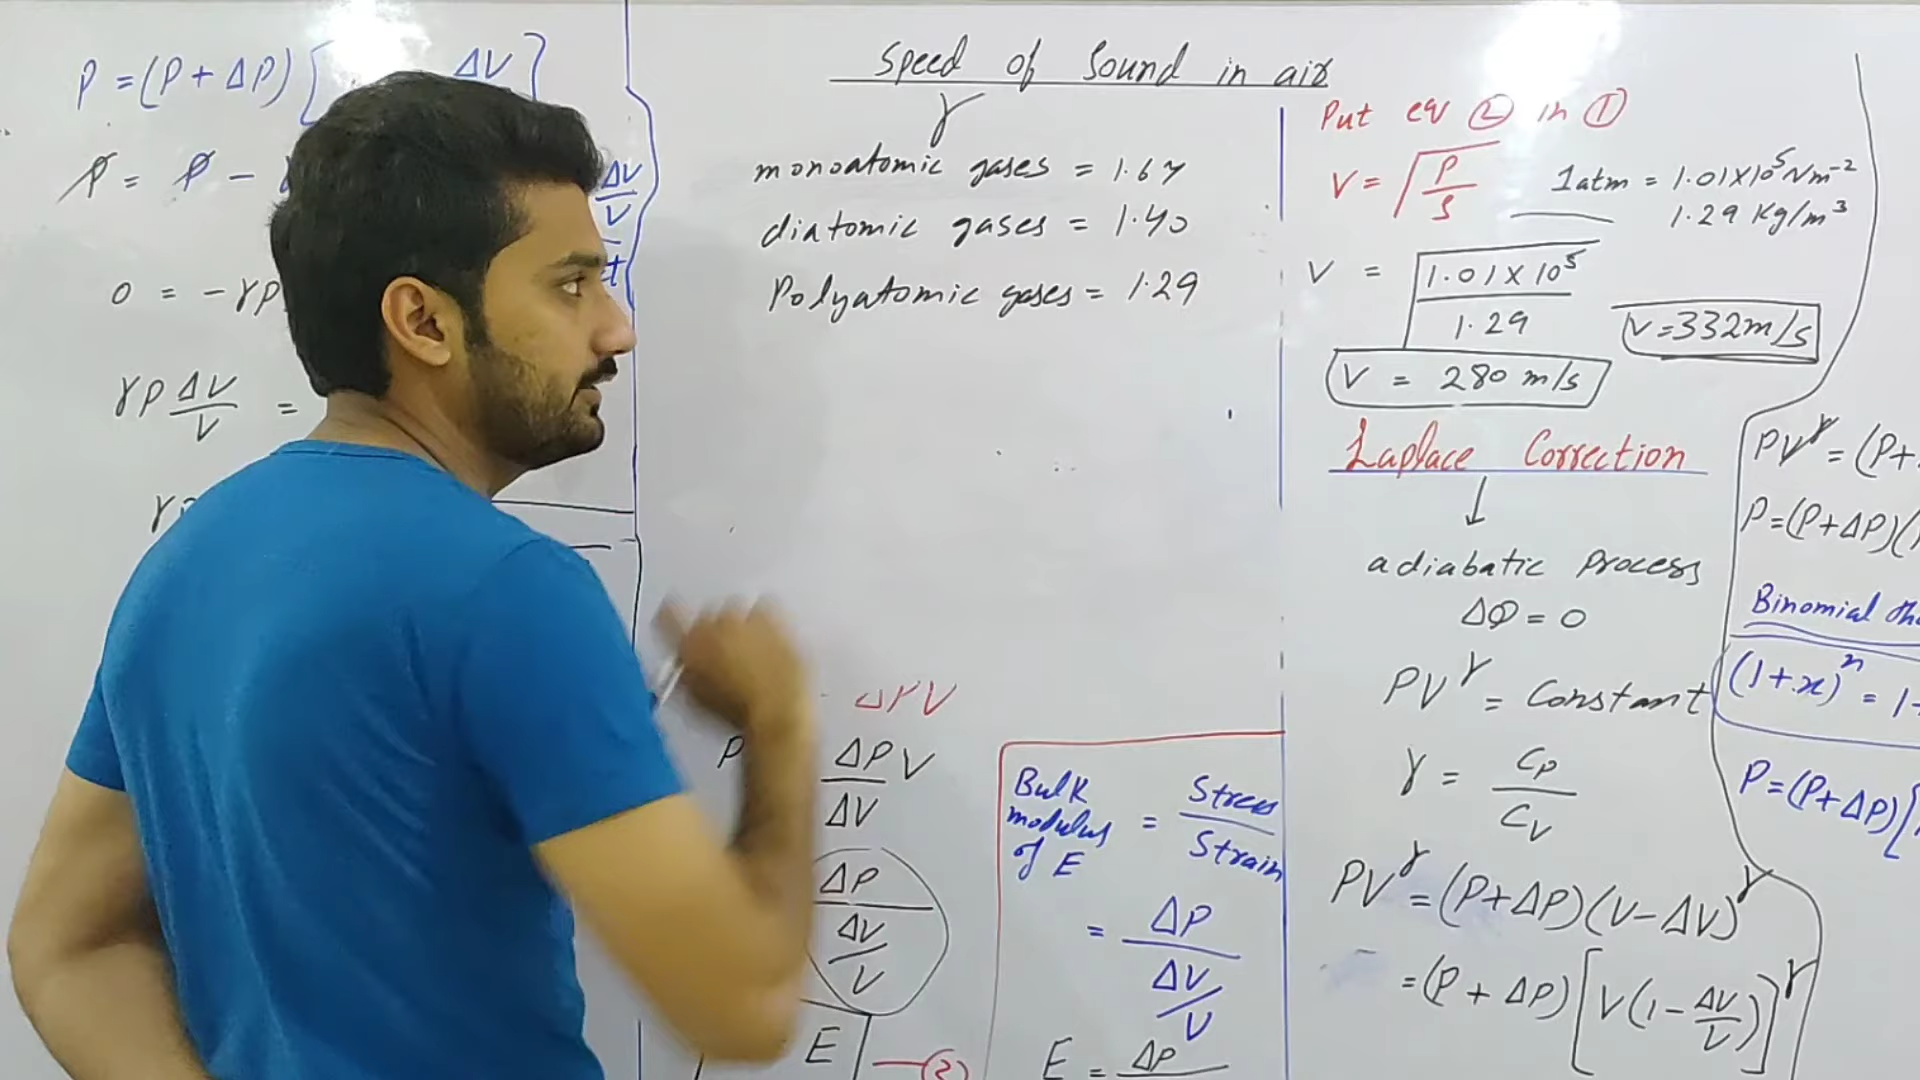 Speed of Sound in air
P = (P + ΔP) [ ΔV ]
P = P - ΔV/V
0 = -γP
γP ΔV/V =
γ
γ
monoatomic gases = 1.67
diatomic gases = 1.40
Polyatomic gases = 1.29
ΔPV
P ΔP/ΔV V
ΔP/(ΔV/V)
E — (2)
Bulk modulus of E = Stress/Strain
= ΔP/(ΔV/V)
E = ΔP
Put eq (2) in (1)
V = √(P/ρ) 1atm = 1.01×10⁵ Nm⁻²
1.29 Kg/m³
V = √(1.01×10⁵/1.29)
V = 332 m/s
V = 280 m/s
Laplace Correction
↓
adiabatic Process
ΔQ = 0
PV^γ = Constant
γ = Cp/Cv
PV^γ = (P+ΔP)(V-ΔV)^γ
= (P + ΔP) [V(1-ΔV/V)]^γ
PV^γ = (P+
P = (P+ΔP)(
Binomial
(1+x)^n = 1-
P = (P+ΔP)[